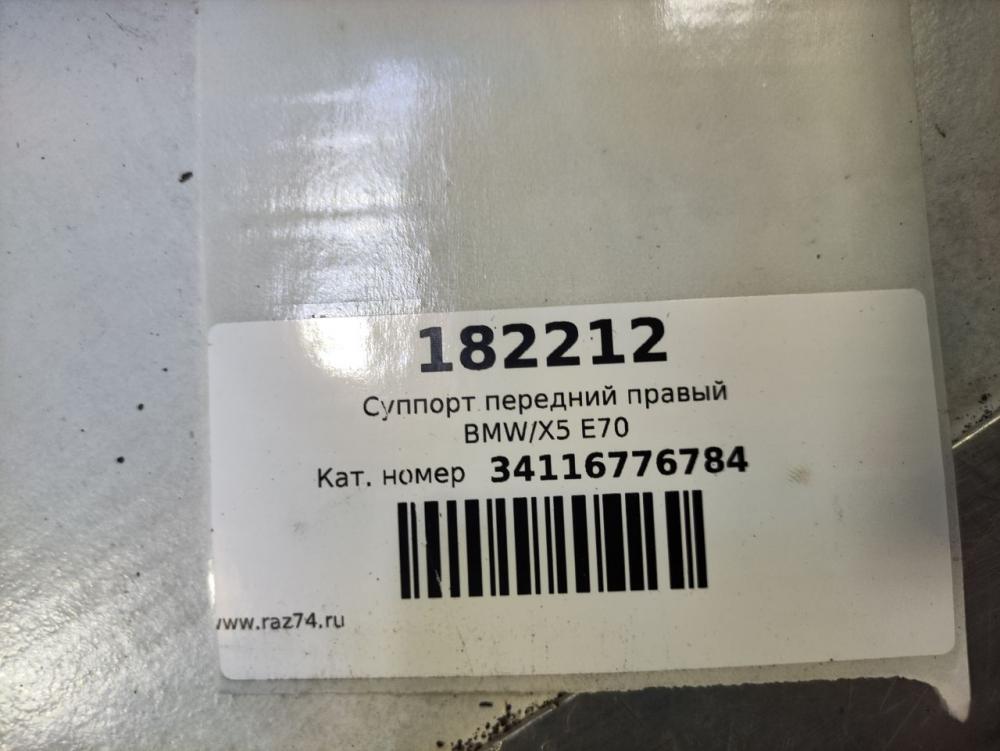 182212
Суппорт передний правый
BMW/X5 E70
Кат. номер 34116776784
www.raz74.ru